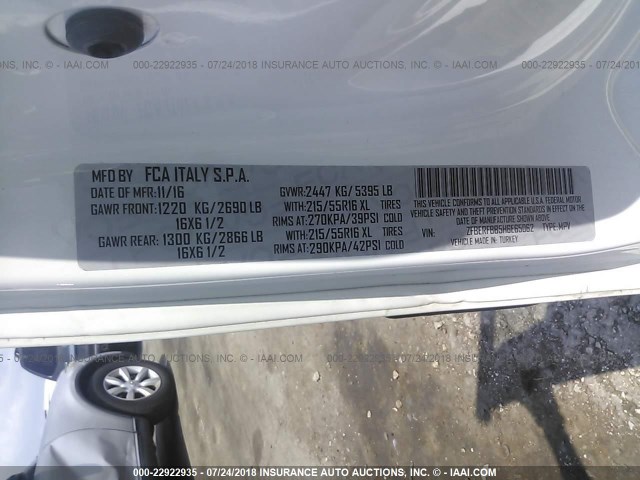 000-22922935 - 07/24/2018 INSURANCE AUTO AUCTIONS, INC. - © IAAI.COM
MFD BY FCA ITALY S.P.A.
DATE OF MFR: 11/16 GVWR: 2447 KG/ 5395 LB
GAWR FRONT: 1220 KG/ 2690 LB WITH: 215/55R16 XL TIRES
16X6 1/2 RIMS AT: 270KPA/ 39PSI COLD
GAWR REAR: 1300 KG/ 2866 LB WITH: 215/55R16 XL TIRES
16X6 1/2 RIMS AT: 290KPA/ 42PSI COLD
THIS VEHICLE CONFORMS TO ALL APPLICABLE U.S.A. FEDERAL MOTOR
VEHICLE SAFETY, BUMPER AND THEFT PREVENTION STANDARDS IN EFFECT
ON THE DATE OF MANUFACTURE SHOWN ABOVE.
VIN: ZFBERFBB5H6E65062 TYPE: MPV
MADE IN: TURKEY
000-22922935 - 07/24/2018 INSURANCE AUTO AUCTIONS, INC. - © IAAI.COM
000-22922935 - 07/24/2018 INSURANCE AUTO AUCTIONS, INC. - © IAAI.COM